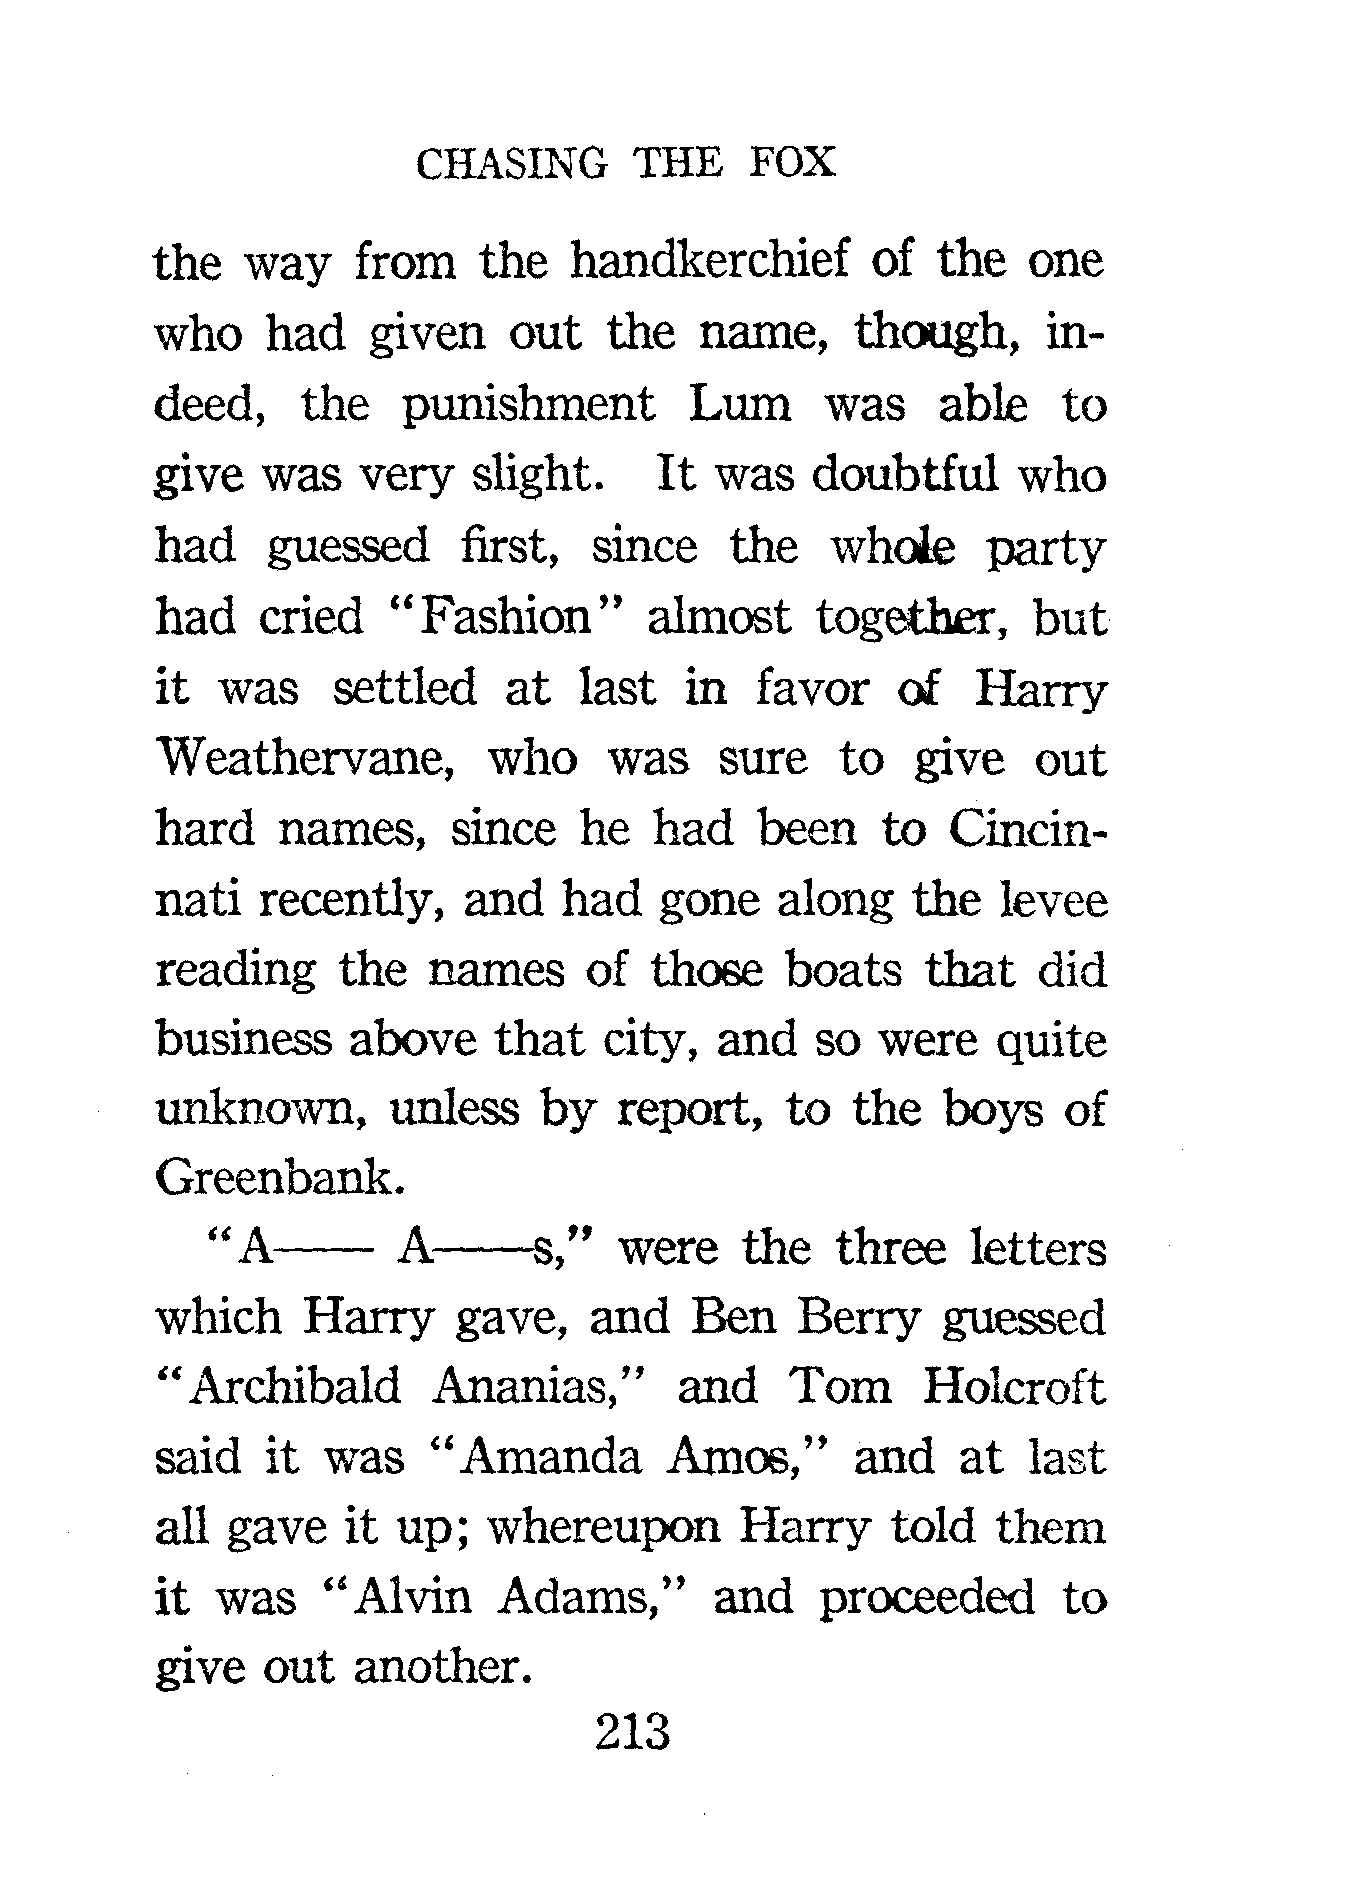 CHASING THE FOX
the way from the handkerchief of the one
who had given out the name, though, in-
deed, the punishment Lum was able to
give was very slight. It was doubtful who
had guessed first, since the whole party
had cried "Fashion" almost together, but
it was settled at last in favor of Harry
Weathervane, who was sure to give out
hard names, since he had been to Cincin-
nati recently, and had gone along the levee
reading the names of those boats that did
business above that city, and so were quite
unknown, unless by report, to the boys of
Greenbank.
"A—— A——s," were the three letters
which Harry gave, and Ben Berry guessed
"Archibald Ananias," and Tom Holcroft
said it was "Amanda Amos," and at last
all gave it up; whereupon Harry told them
it was "Alvin Adams," and proceeded to
give out another.
213